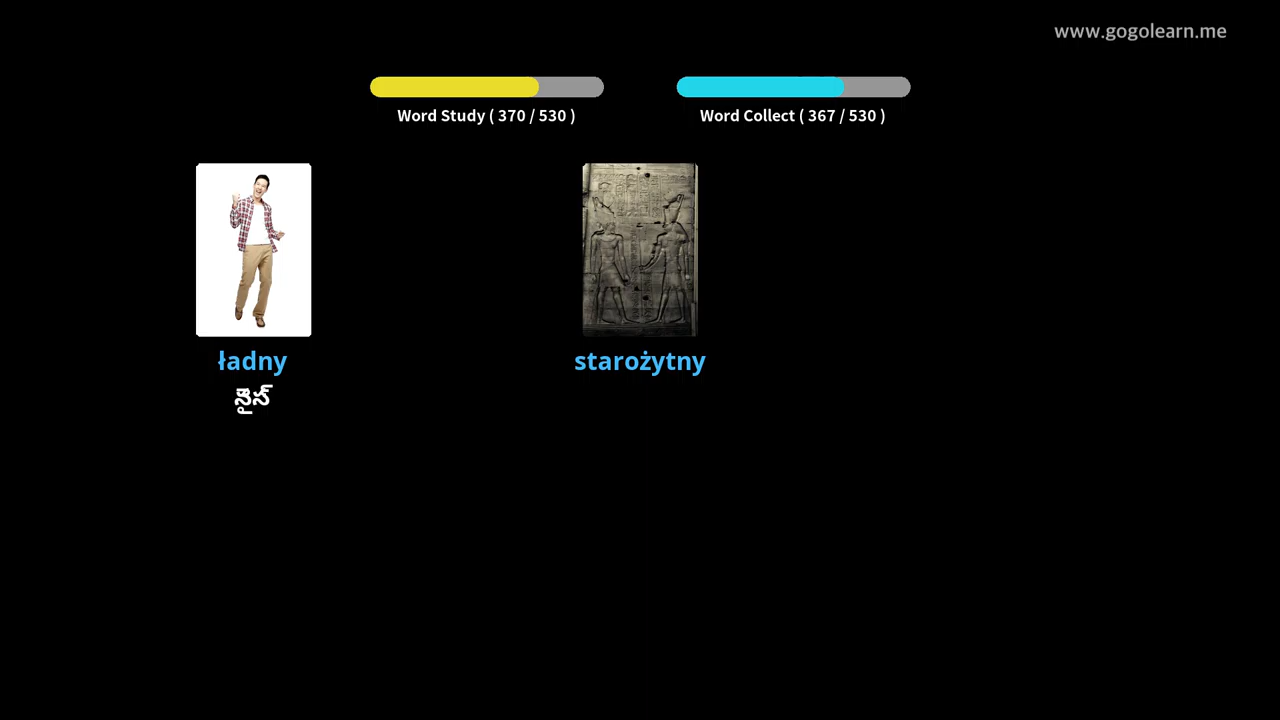 www.gogolearn.me
Word Study ( 370 / 530 )
Word Collect ( 367 / 530 )
ładny
starożytny
నైస్